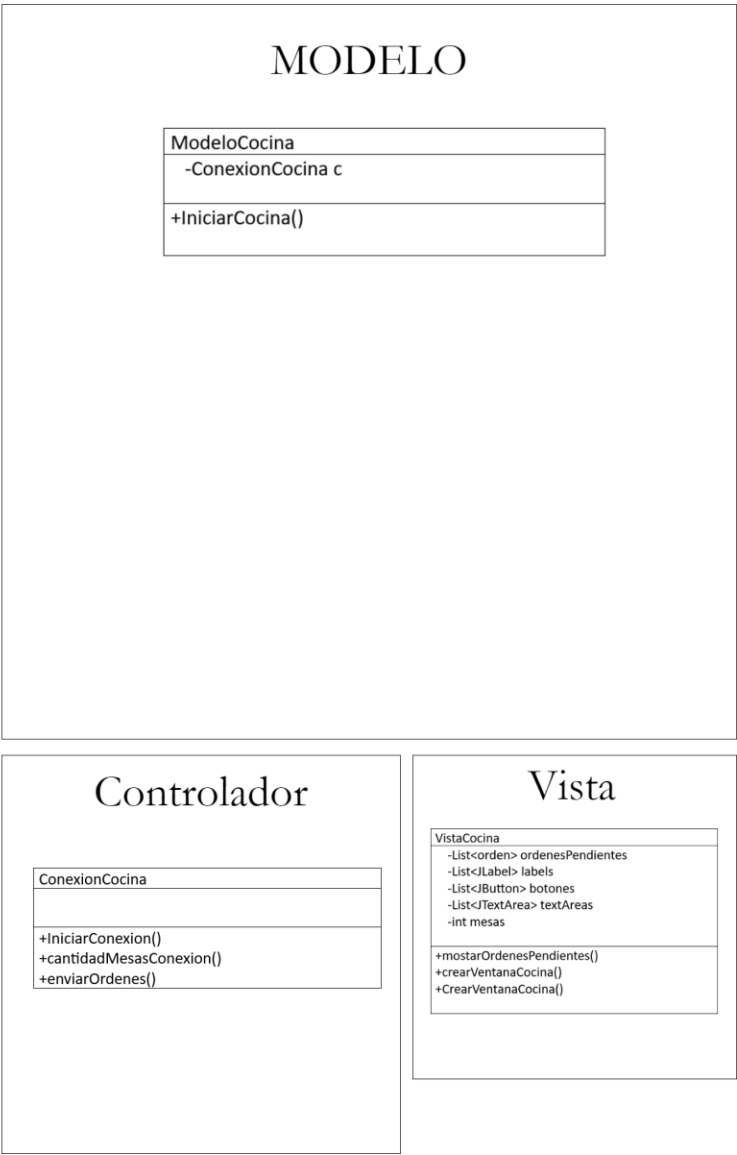 MODELO
ModeloCocina
-ConexionCocina c
+IniciarCocina()
Controlador
ConexionCocina
+IniciarConexion()
+cantidadMesasConexion()
+enviarOrdenes()
Vista
VistaCocina
-List<orden> ordenesPendientes
-List<JLabel> labels
-List<JButton> botones
-List<JTextArea> textAreas
-int mesas
+mostarOrdenesPendientes()
+crearVentanaCocina()
+CrearVentanaCocina()